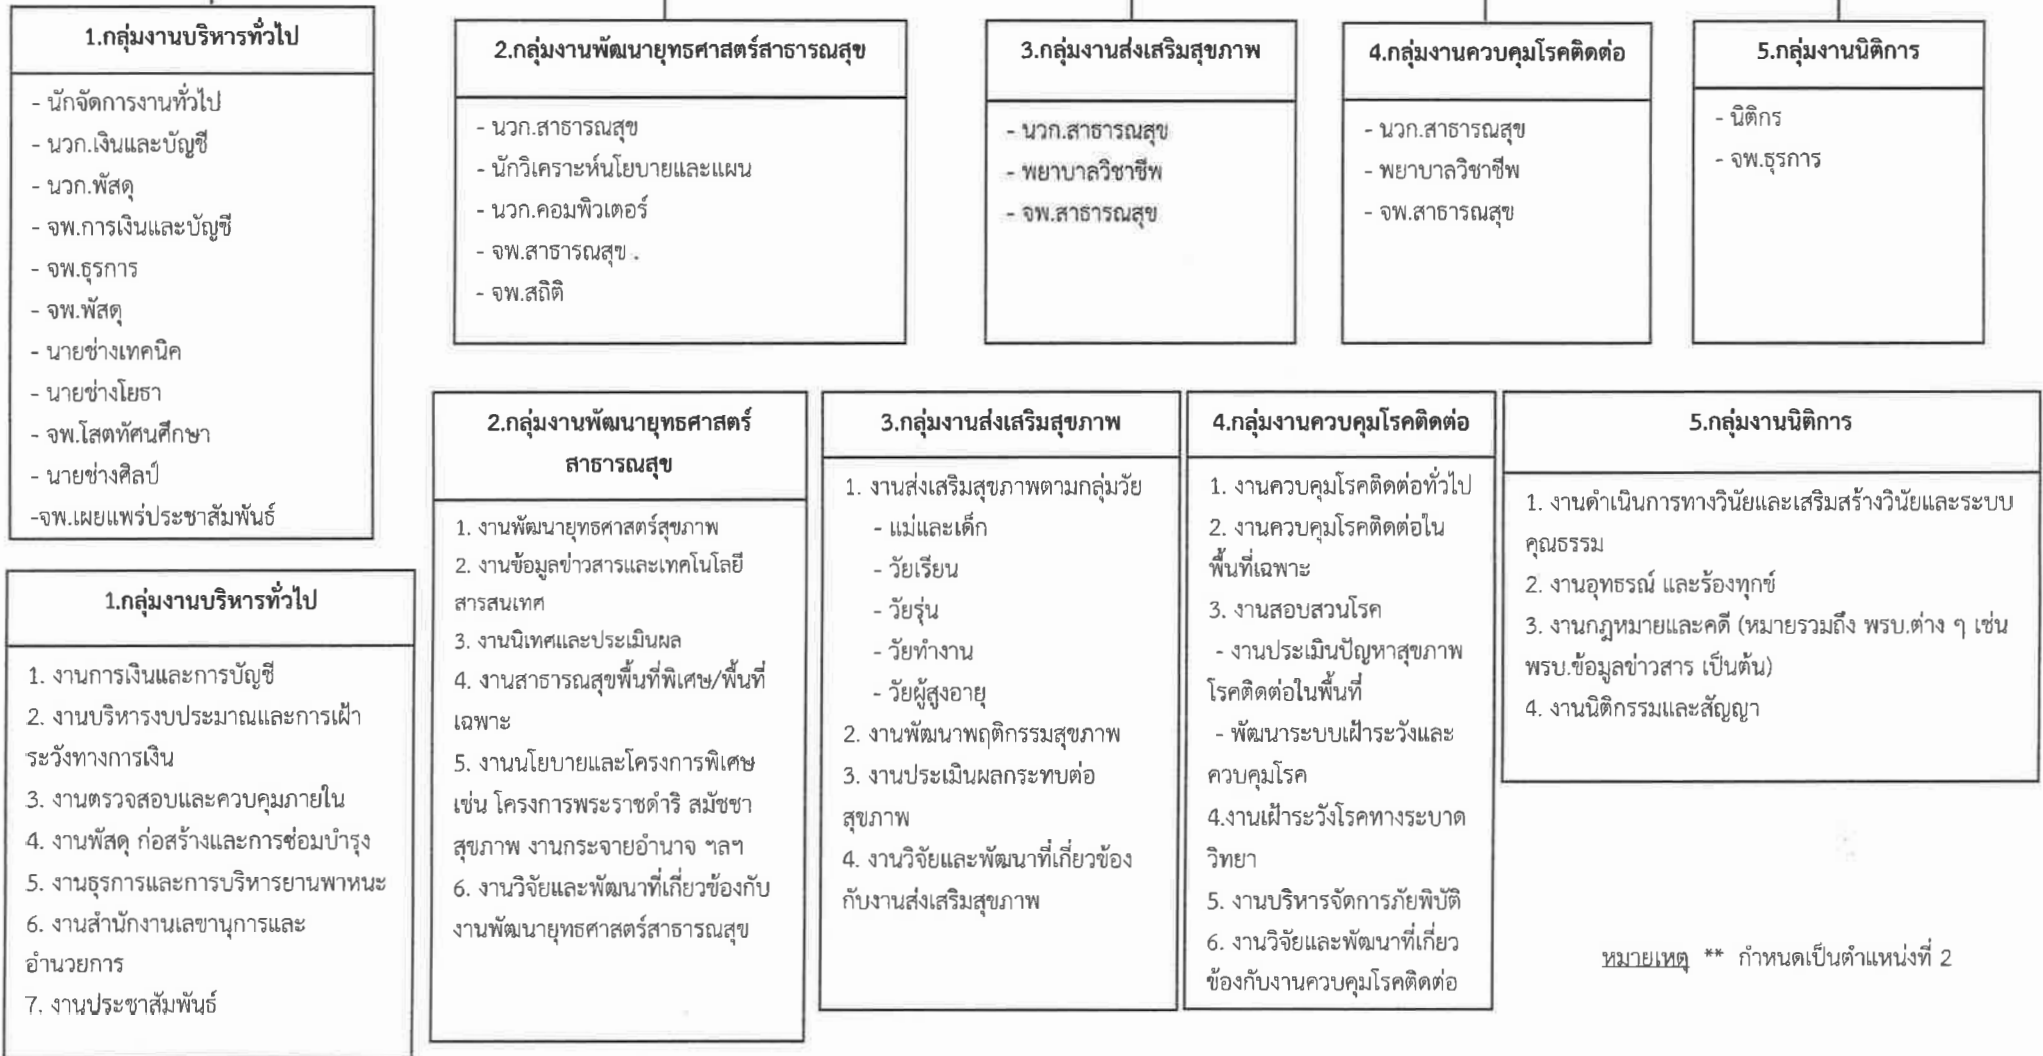 1.กลุ่มงานบริหารทั่วไป
- นักจัดการงานทั่วไป
- นวก.เงินและบัญชี
- นวก.พัสดุ
- จพ.การเงินและบัญชี
- จพ.ธุรการ
- จพ.พัสดุ
- นายช่างเทคนิค
- นายช่างโยธา
- จพ.โสตทัศนศึกษา
- นายช่างศิลป์
-จพ.เผยแพร่ประชาสัมพันธ์
2.กลุ่มงานพัฒนายุทธศาสตร์สาธารณสุข
- นวก.สาธารณสุข
- นักวิเคราะห์นโยบายและแผน
- นวก.คอมพิวเตอร์
- จพ.สาธารณสุข
- จพ.สถิติ
3.กลุ่มงานส่งเสริมสุขภาพ
- นวก.สาธารณสุข
- พยาบาลวิชาชีพ
- จพ.สาธารณสุข
4.กลุ่มงานควบคุมโรคติดต่อ
- นวก.สาธารณสุข
- พยาบาลวิชาชีพ
- จพ.สาธารณสุข
5.กลุ่มงานนิติการ
- นิติกร
- จพ.ธุรการ
1.กลุ่มงานบริหารทั่วไป
1. งานการเงินและการบัญชี
2. งานบริหารงบประมาณและการเฝ้า
ระวังทางการเงิน
3. งานตรวจสอบและควบคุมภายใน
4. งานพัสดุ ก่อสร้างและการซ่อมบำรุง
5. งานธุรการและการบริหารยานพาหนะ
6. งานสำนักงานเลขานุการและ
อำนวยการ
7. งานประชาสัมพันธ์
2.กลุ่มงานพัฒนายุทธศาสตร์
สาธารณสุข
1. งานพัฒนายุทธศาสตร์สุขภาพ
2. งานข้อมูลข่าวสารและเทคโนโลยี
สารสนเทศ
3. งานนิเทศและประเมินผล
4. งานสาธารณสุขพื้นที่พิเศษ/พื้นที่
เฉพาะ
5. งานนโยบายและโครงการพิเศษ
เช่น โครงการพระราชดำริ สมัชชา
สุขภาพ งานกระจายอำนาจ ฯลฯ
6. งานวิจัยและพัฒนาที่เกี่ยวข้องกับ
งานพัฒนายุทธศาสตร์สาธารณสุข
3.กลุ่มงานส่งเสริมสุขภาพ
1. งานส่งเสริมสุขภาพตามกลุ่มวัย
- แม่และเด็ก
- วัยเรียน
- วัยรุ่น
- วัยทำงาน
- วัยผู้สูงอายุ
2. งานพัฒนาพฤติกรรมสุขภาพ
3. งานประเมินผลกระทบต่อ
สุขภาพ
4. งานวิจัยและพัฒนาที่เกี่ยวข้อง
กับงานส่งเสริมสุขภาพ
4.กลุ่มงานควบคุมโรคติดต่อ
1. งานควบคุมโรคติดต่อทั่วไป
2. งานควบคุมโรคติดต่อใน
พื้นที่เฉพาะ
3. งานสอบสวนโรค
- งานประเมินปัญหาสุขภาพ
โรคติดต่อในพื้นที่
- พัฒนาระบบเฝ้าระวังและ
ควบคุมโรค
4.งานเฝ้าระวังโรคทางระบาด
วิทยา
5. งานบริหารจัดการภัยพิบัติ
6. งานวิจัยและพัฒนาที่เกี่ยว
ข้องกับงานควบคุมโรคติดต่อ
5.กลุ่มงานนิติการ
1. งานดำเนินการทางวินัยและเสริมสร้างวินัยและระบบ
คุณธรรม
2. งานอุทธรณ์ และร้องทุกข์
3. งานกฎหมายและคดี (หมายรวมถึง พรบ.ต่าง ๆ เช่น
พรบ.ข้อมูลข่าวสาร เป็นต้น)
4. งานนิติกรรมและสัญญา
หมายเหตุ ** กำหนดเป็นตำแหน่งที่ 2